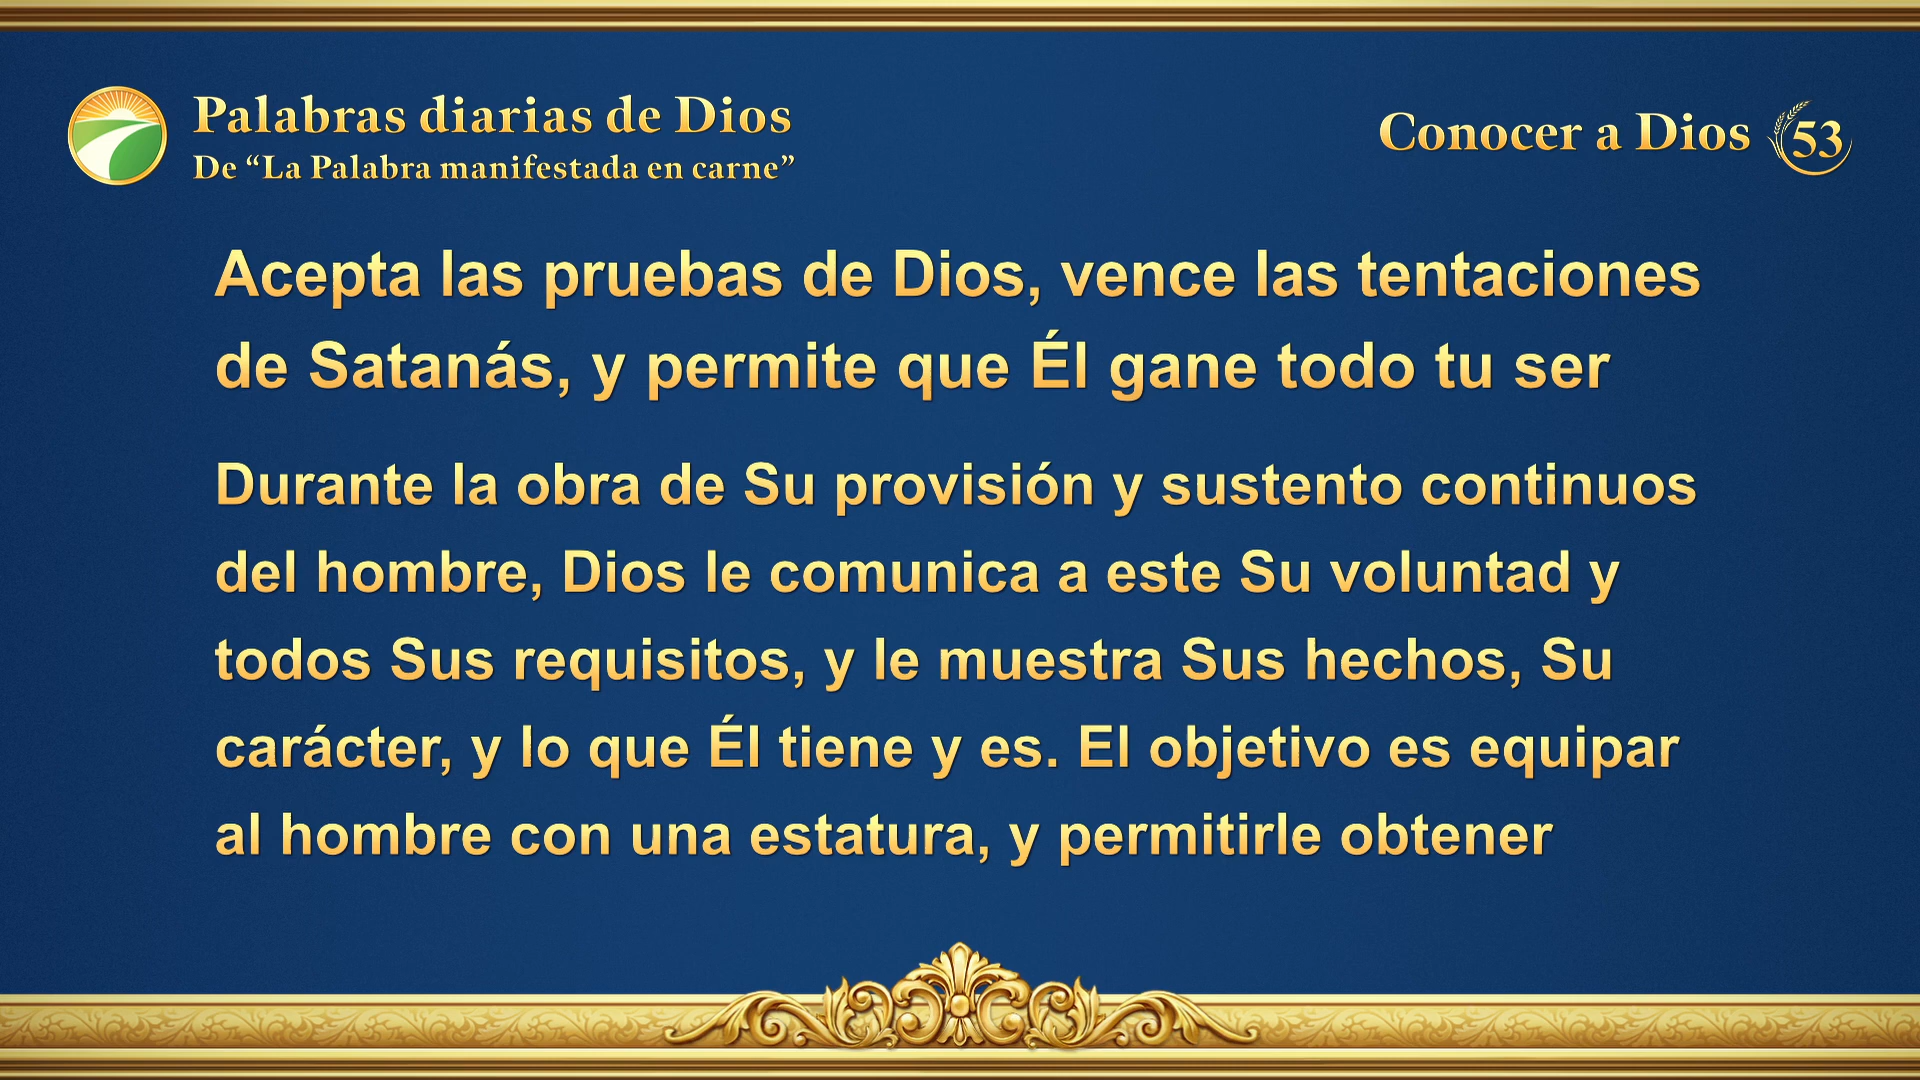 Palabras diarias de Dios
De “La Palabra manifestada en carne”
Conocer a Dios 53
Acepta las pruebas de Dios, vence las tentaciones
de Satanás, y permite que Él gane todo tu ser
Durante la obra de Su provisión y sustento continuos
del hombre, Dios le comunica a este Su voluntad y
todos Sus requisitos, y le muestra Sus hechos, Su
carácter, y lo que Él tiene y es. El objetivo es equipar
al hombre con una estatura, y permitirle obtener